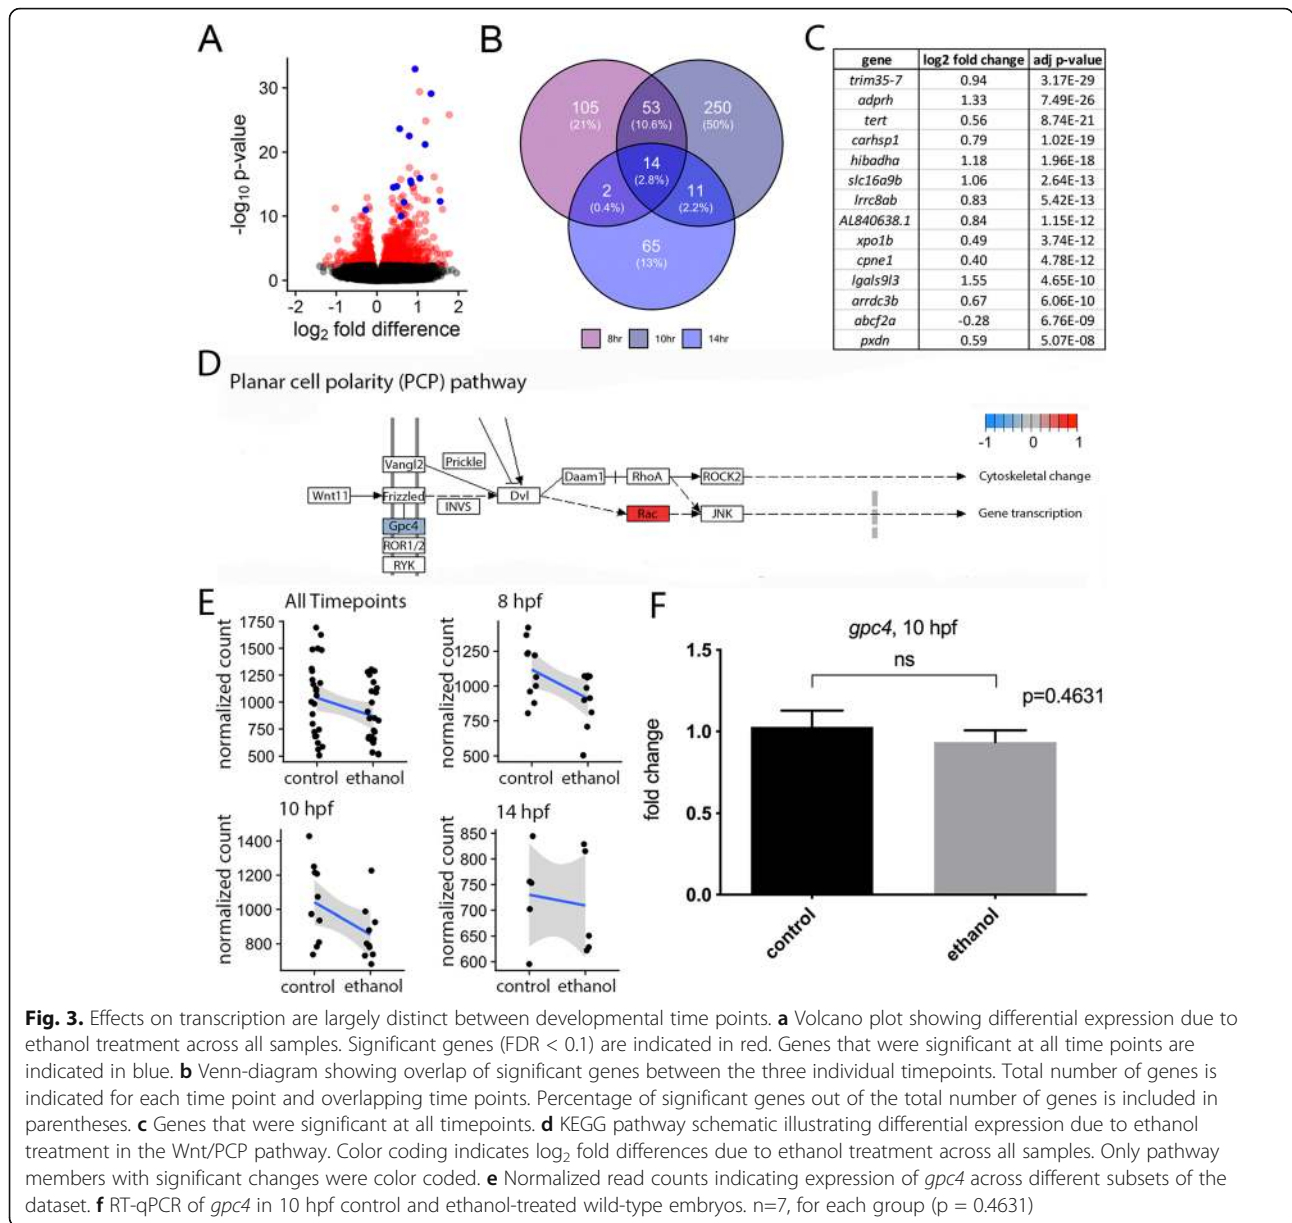 A
30
20
10
0
-log10 p-value
-2 -1 0 1 2
log2 fold difference
B
105
(21%)
53
(10.6%)
250
(50%)
14
(2.8%)
2
(0.4%)
11
(2.2%)
65
(13%)
8hr 10hr 14hr
C
gene log2 fold change adj p-value
trim35-7 0.94 3.17E-29
adprh 1.33 7.49E-26
tert 0.56 8.74E-21
carhsp1 0.79 1.02E-19
hibadha 1.18 1.96E-18
slc16a9b 1.06 2.64E-13
lrrc8ab 0.83 5.42E-13
AL840638.1 0.84 1.15E-12
xpo1b 0.49 3.74E-12
cpne1 0.40 4.78E-12
lgals9l3 1.55 4.65E-10
arrdc3b 0.67 6.06E-10
abcf2a -0.28 6.76E-09
pxdn 0.59 5.07E-08
D
Planar cell polarity (PCP) pathway
-1 0 1
Vangl2 Prickle Daam1 RhoA ROCK2 Cytoskeletal change
Wnt11 Frizzled INVS Dvl
Gpc4 Rac JNK Gene transcription
ROR1/2
RYK
E
All Timepoints
normalized count
1750
1500
1250
1000
750
500
control ethanol
8 hpf
normalized count
1250
1000
750
500
control ethanol
10 hpf
normalized count
1400
1200
1000
800
control ethanol
14 hpf
normalized count
850
800
750
700
650
600
control ethanol
F
gpc4, 10 hpf
ns
p=0.4631
fold change
1.5
1.0
0.5
0.0
control ethanol
Fig. 3. Effects on transcription are largely distinct between developmental time points. a Volcano plot showing differential expression due to
ethanol treatment across all samples. Significant genes (FDR < 0.1) are indicated in red. Genes that were significant at all time points are
indicated in blue. b Venn-diagram showing overlap of significant genes between the three individual timepoints. Total number of genes is
indicated for each time point and overlapping time points. Percentage of significant genes out of the total number of genes is included in
parentheses. c Genes that were significant at all timepoints. d KEGG pathway schematic illustrating differential expression due to ethanol
treatment in the Wnt/PCP pathway. Color coding indicates log2 fold differences due to ethanol treatment across all samples. Only pathway
members with significant changes were color coded. e Normalized read counts indicating expression of gpc4 across different subsets of the
dataset. f RT-qPCR of gpc4 in 10 hpf control and ethanol-treated wild-type embryos. n=7, for each group (p = 0.4631)